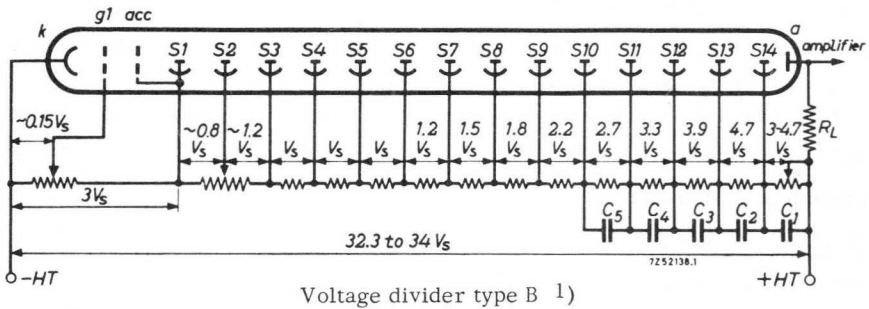 g1 acc
k S1 S2 S3 S4 S5 S6 S7 S8 S9 S10 S11 S12 S13 S14 a amplifier
~0.15Vs ~0.8 Vs ~1.2 Vs Vs Vs Vs 1.2 Vs 1.5 Vs 1.8 Vs 2.2 Vs 2.7 Vs 3.3 Vs 3.9 Vs 4.7 Vs 3-4.7 Vs RL
3Vs
C5 C4 C3 C2 C1
32.3 to 34 Vs
7Z52138.1
-HT +HT
Voltage divider type B 1)